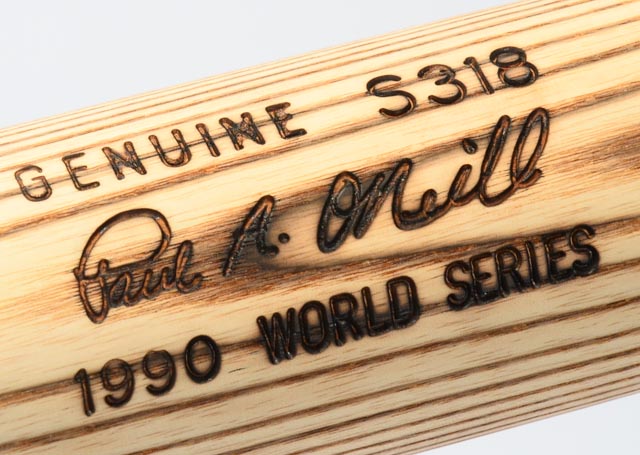 GENUINE S318
Paul A. O'Neill
1990 WORLD SERIES